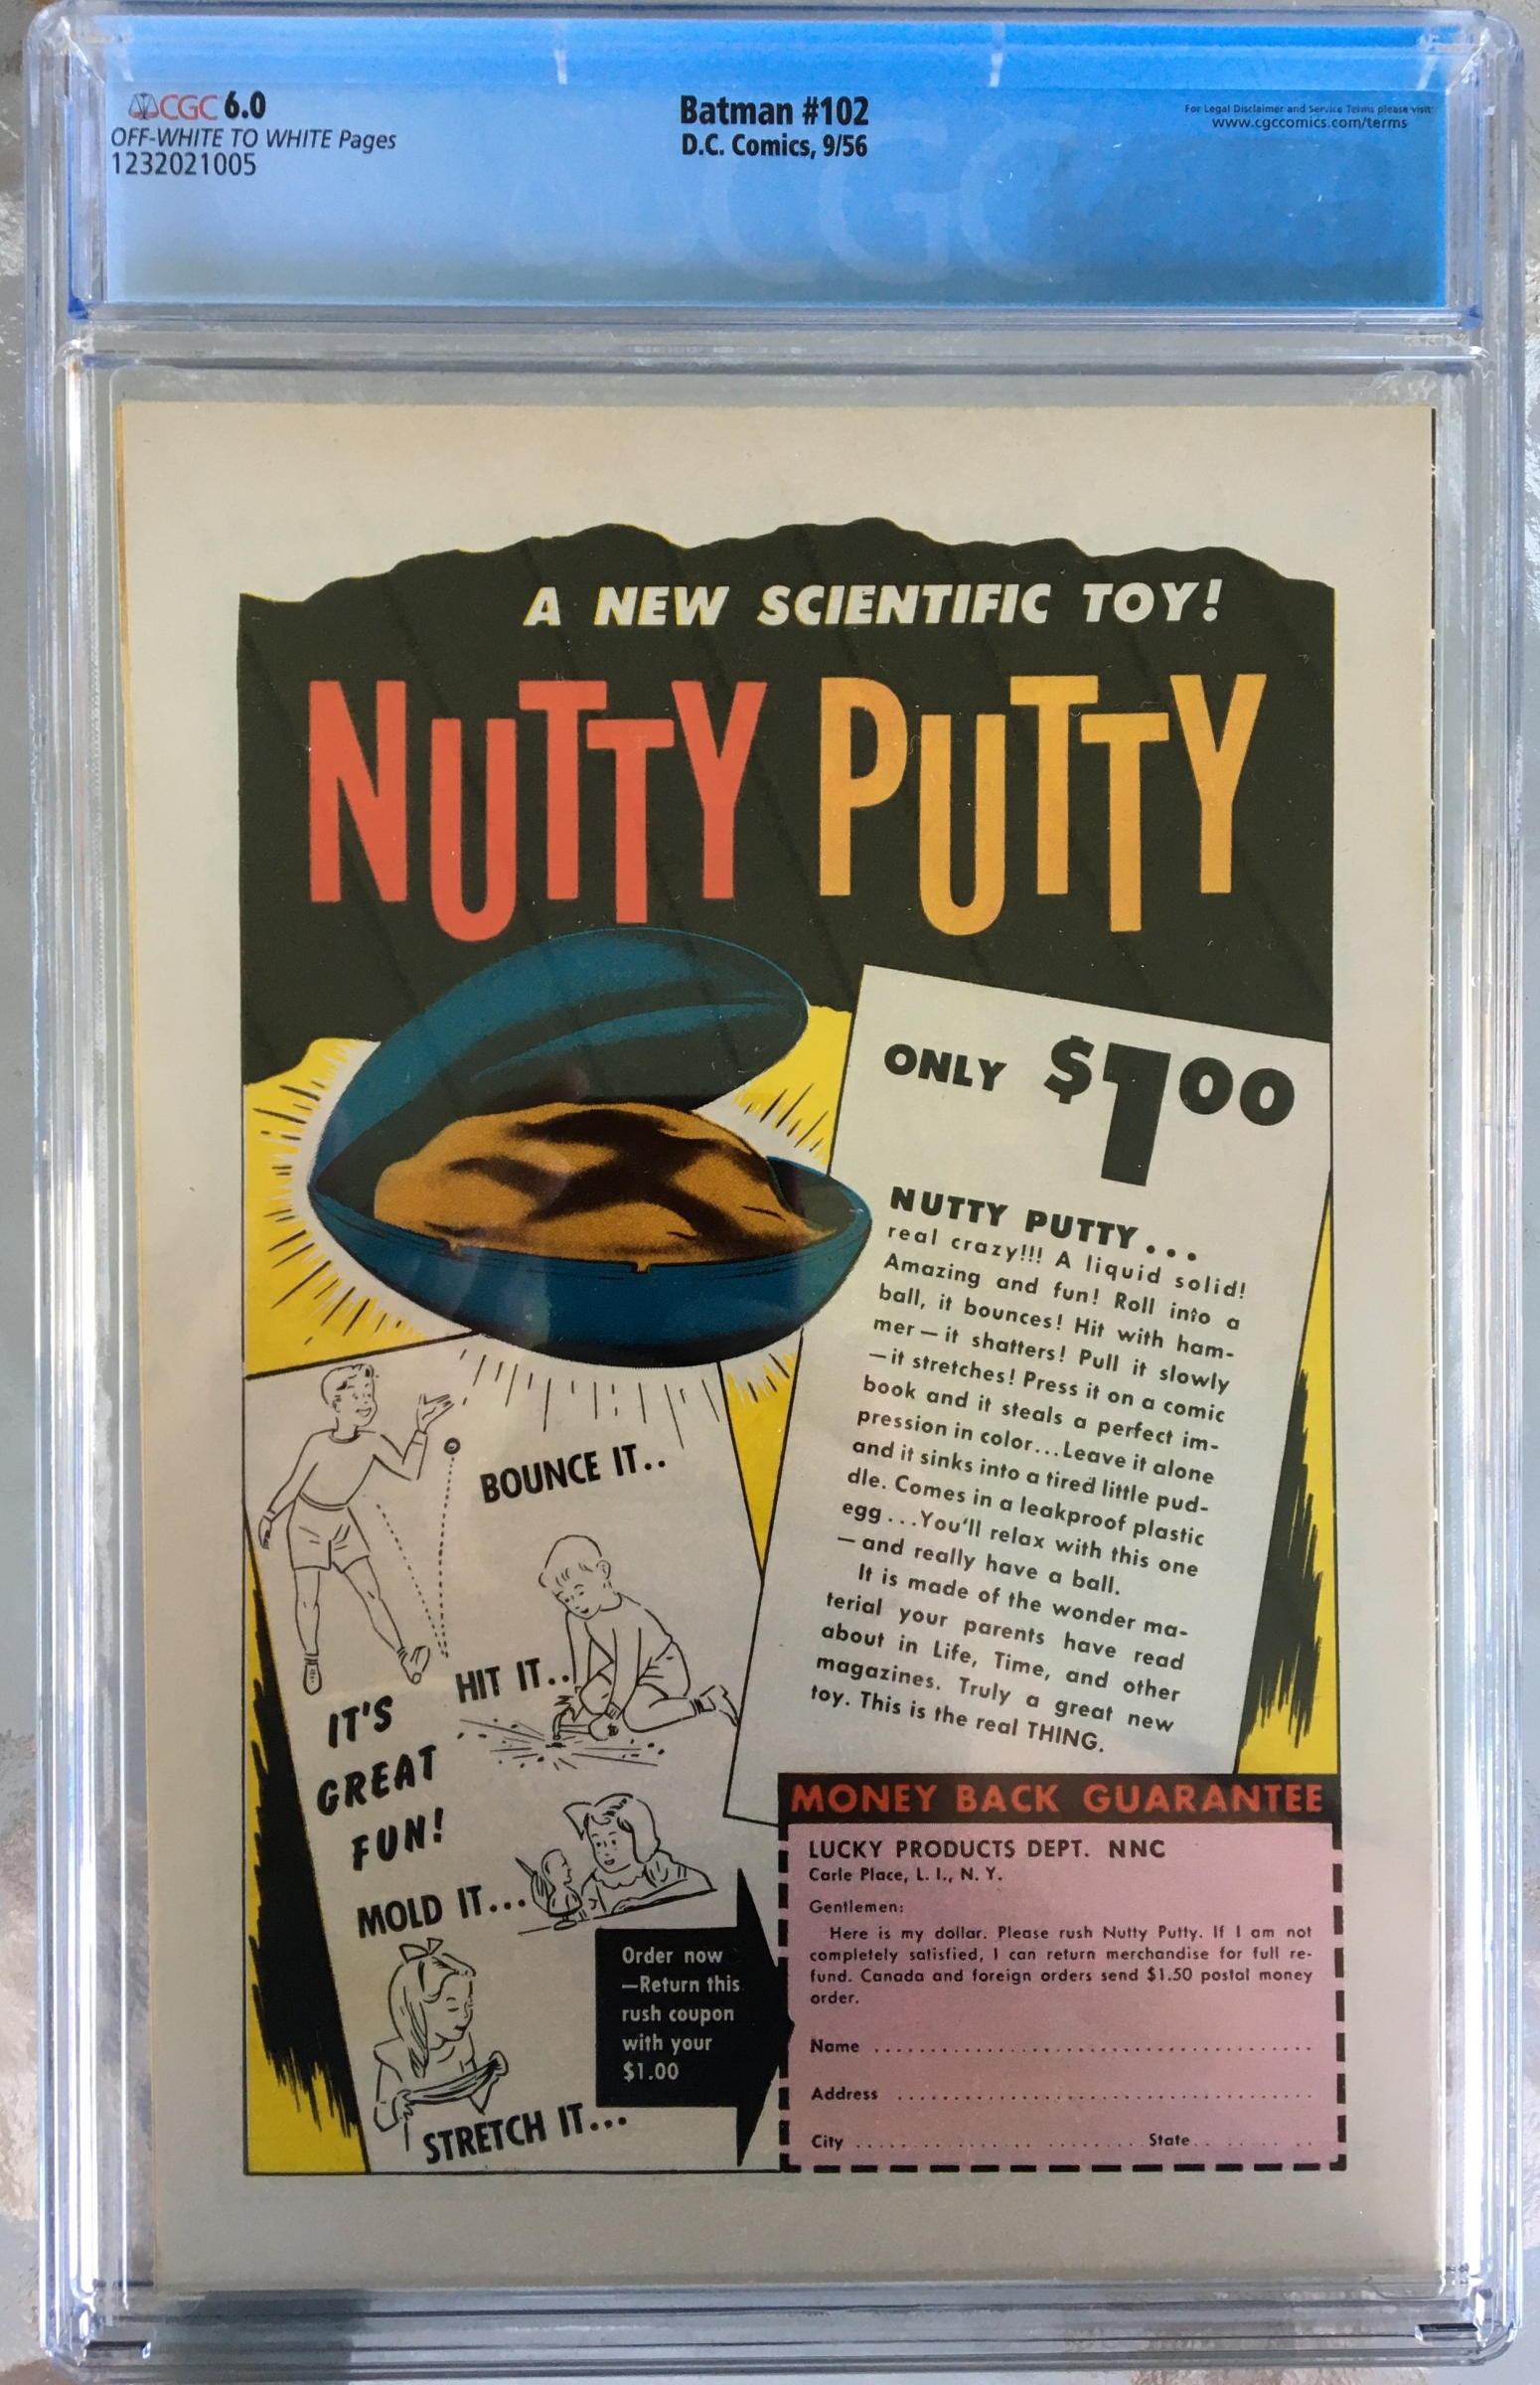 CGC 6.0
OFF-WHITE TO WHITE Pages
1232021005
Batman #102
D.C. Comics, 9/56
For Legal Disclaimer and Service Terms please visit:
www.cgccomics.com/terms
CGC
A NEW SCIENTIFIC TOY!
NUTTY PUTTY
ONLY $1.00
NUTTY PUTTY...
real crazy!!! A liquid solid!
Amazing and fun! Roll into a
ball, it bounces! Hit with ham-
mer — it shatters! Pull it slowly
— it stretches! Press it on a comic
book and it steals a perfect im-
pression in color...Leave it alone
and it sinks into a tired little pud-
dle. Comes in a leakproof plastic
egg...You'll relax with this one
— and really have a ball.
It is made of the wonder ma-
terial your parents have read
about in Life, Time, and other
magazines. Truly a great new
toy. This is the real THING.
BOUNCE IT..
HIT IT..
IT'S
GREAT
FUN!
MOLD IT...
STRETCH IT...
Order now
—Return this
rush coupon
with your
$1.00
MONEY BACK GUARANTEE
LUCKY PRODUCTS DEPT. NNC
Carle Place, L. I., N. Y.
Gentlemen:
Here is my dollar. Please rush Nutty Putty. If I am not
completely satisfied, I can return merchandise for full re-
fund. Canada and foreign orders send $1.50 postal money
order.
Name
Address
City State